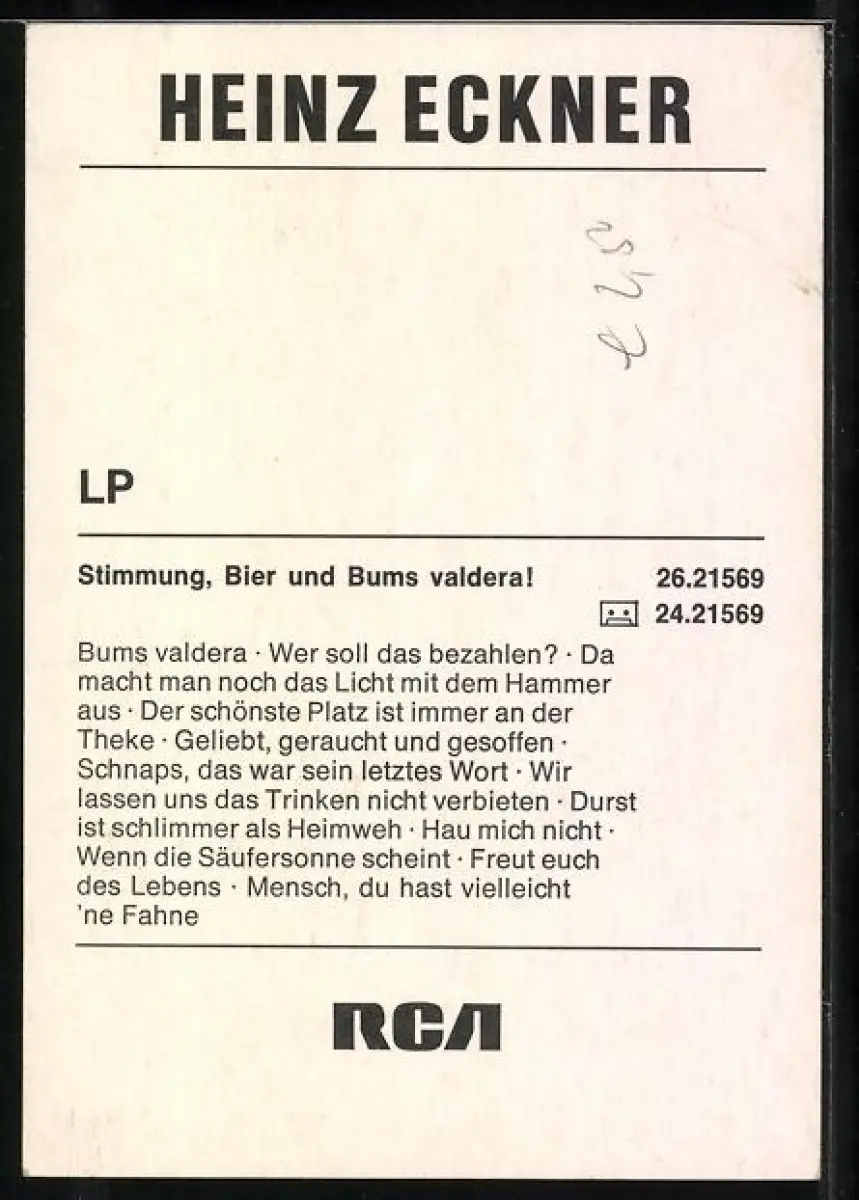 HEINZ ECKNER
LP
Stimmung, Bier und Bums valdera! 26.21569
24.21569
Bums valdera · Wer soll das bezahlen? · Da
macht man noch das Licht mit dem Hammer
aus · Der schönste Platz ist immer an der
Theke · Geliebt, geraucht und gesoffen ·
Schnaps, das war sein letztes Wort · Wir
lassen uns das Trinken nicht verbieten · Durst
ist schlimmer als Heimweh · Hau mich nicht ·
Wenn die Säufersonne scheint · Freut euch
des Lebens · Mensch, du hast vielleicht
'ne Fahne
RCA